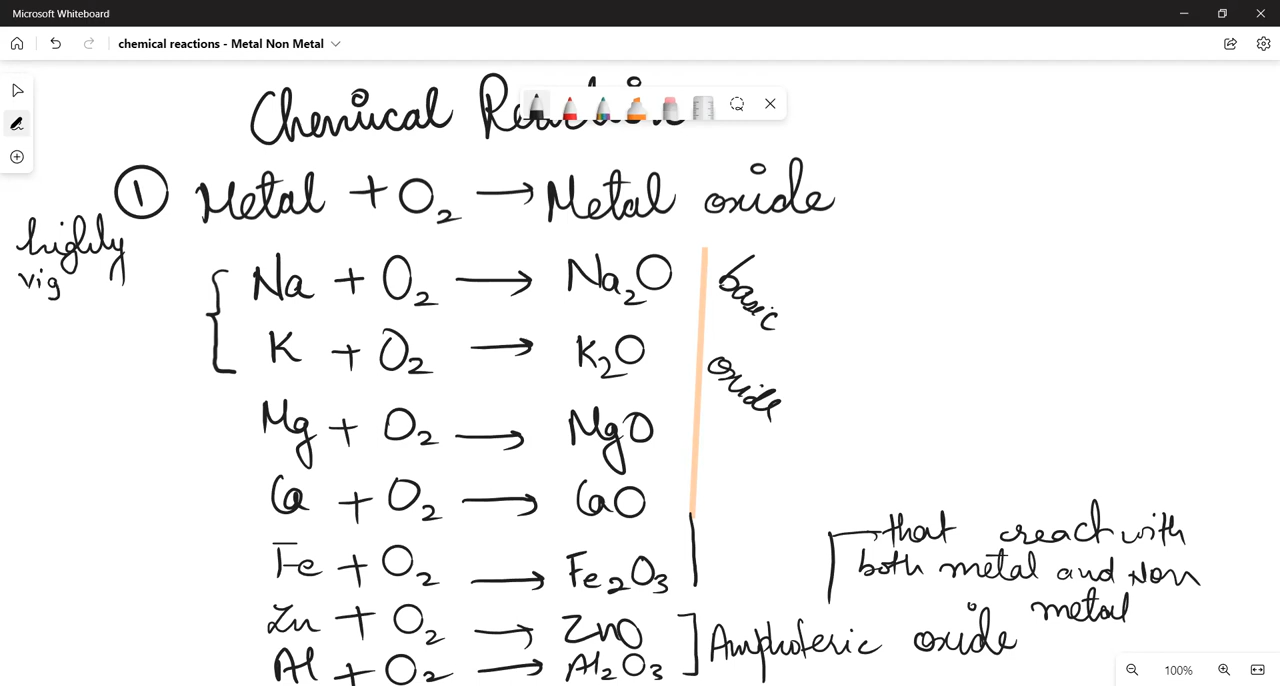 Microsoft Whiteboard
chemical reactions - Metal Non Metal
Chemical Reaction
① Metal + O₂ → Metal oxide
highly
vig
Na + O₂ → Na₂O
basic
K + O₂ → K₂O
oxide
Mg + O₂ → MgO
Ca + O₂ → CaO
that react with
Fe + O₂ → Fe₂O₃
both metal and Non
metal
Zn + O₂ → ZnO
Amphoteric oxide
Al + O₂ → Al₂O₃
100%